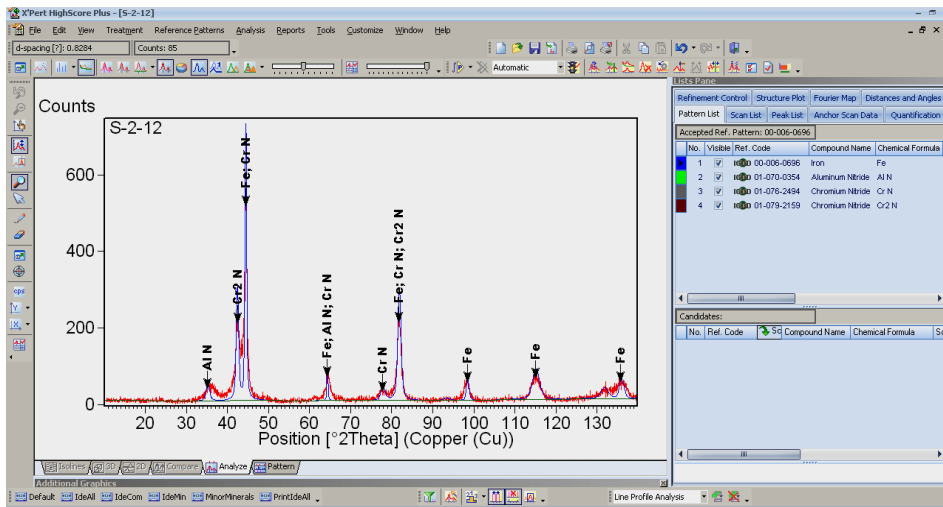 X'Pert HighScore Plus - [S-2-12]
File Edit View Treatment Reference Patterns Analysis Reports Tools Customize Window Help
d-spacing [?]: 0.8284 Counts: 85
Automatic
Lists Pane
Refinement Control Structure Plot Fourier Map Distances and Angles
Pattern List Scan List Peak List Anchor Scan Data Quantification
Accepted Ref. Pattern: 00-006-0696
No. Visible Ref. Code Compound Name Chemical Formula
1 00-006-0696 Iron Fe
2 01-070-0354 Aluminum Nitride Al N
3 01-076-2494 Chromium Nitride Cr N
4 01-079-2159 Chromium Nitride Cr2 N
Candidates:
No. Ref. Code Sc Compound Name Chemical Formula Sc
cps
Counts
S-2-12
600
400
200
0
Al N
Cr2 N
Fe; Cr N
Fe; Al N; Cr N
Cr N
Fe; Cr N; Cr2 N
Fe
Fe
Fe
20 30 40 50 60 70 80 90 100 110 120 130
Position [°2Theta] (Copper (Cu))
Isolines 3D 2D Compare Analyze Pattern
Additional Graphics
Default IdeAll IdeCom IdeMin MinorMinerals PrintIdeAll
Line Profile Analysis